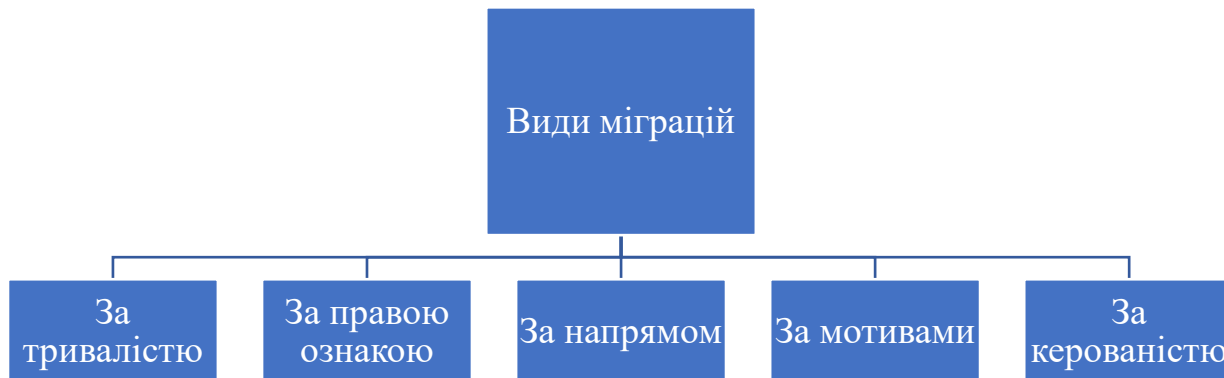 Види міграцій
За
тривалістю
За правою
ознакою
За напрямом
За мотивами
За
керованістю